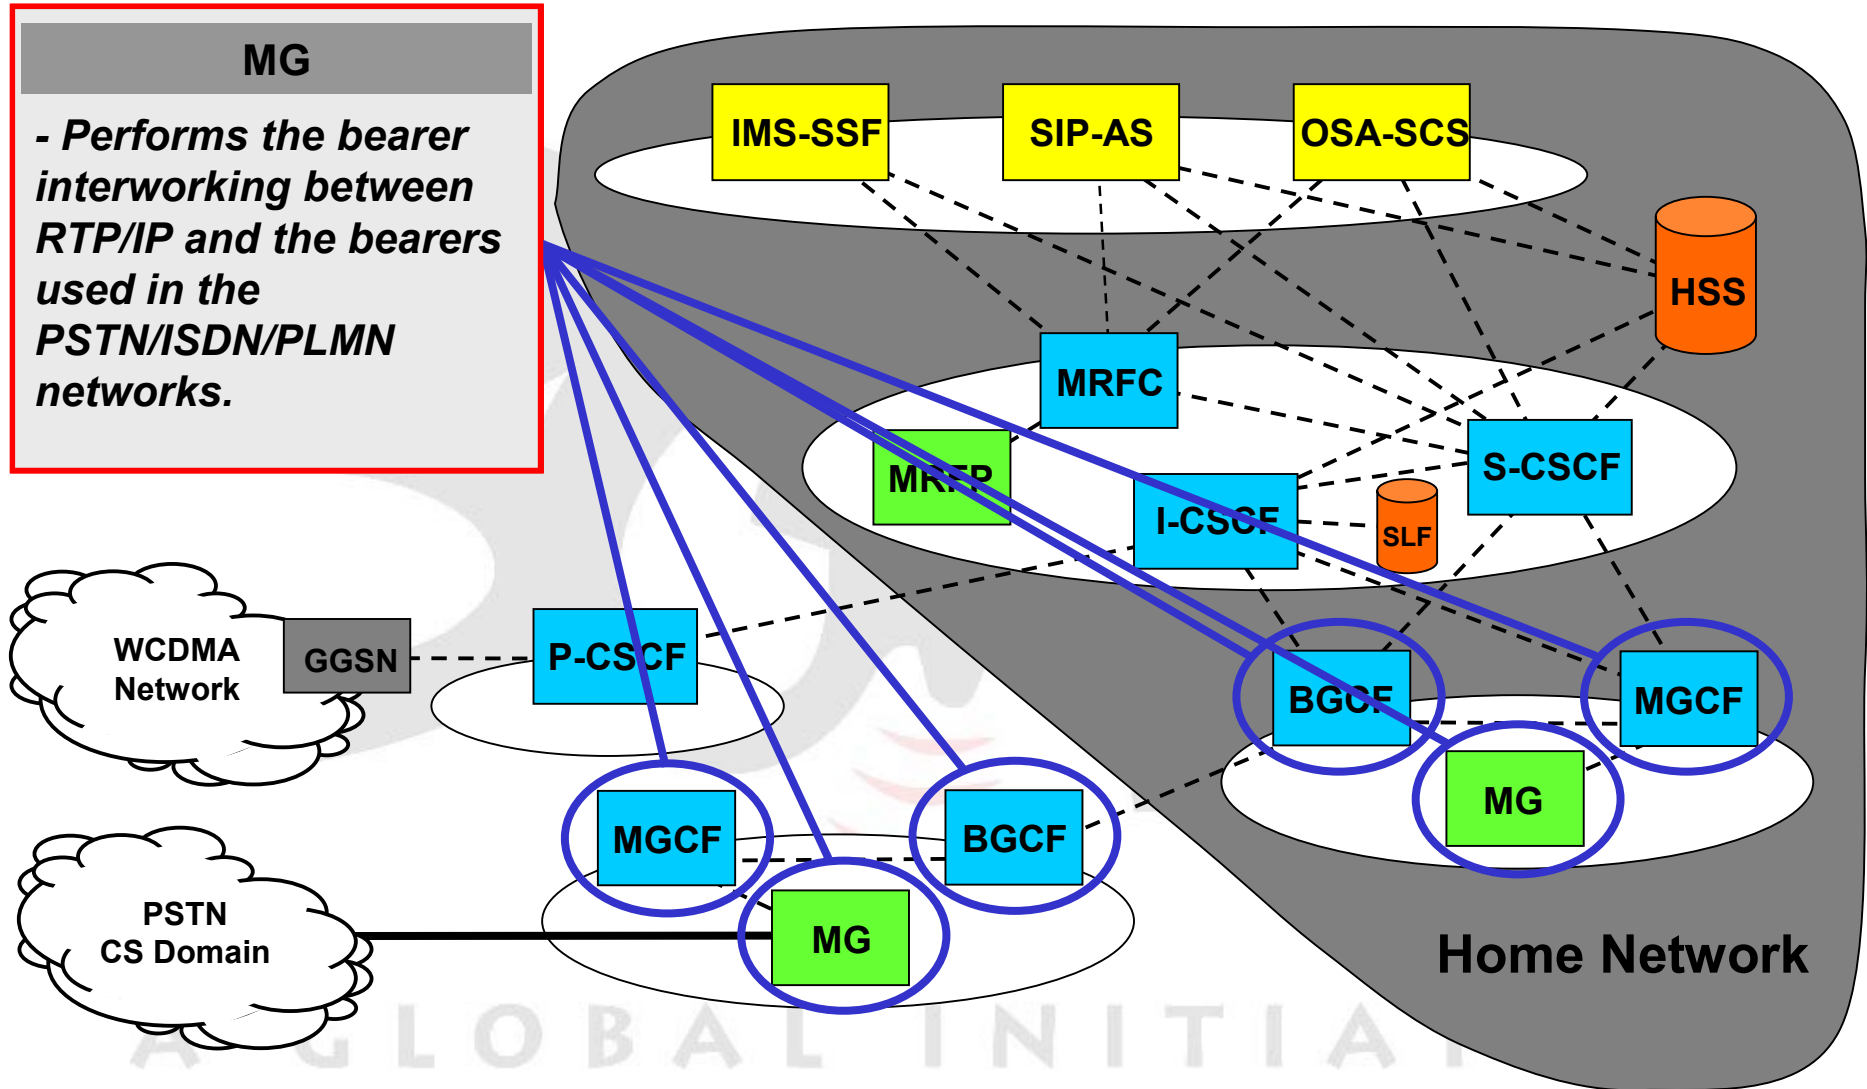 MG
- Performs the bearer
interworking between
RTP/IP and the bearers
used in the
PSTN/ISDN/PLMN
networks.
IMS-SSF
SIP-AS
OSA-SCS
HSS
MRFC
MRFP
S-CSCF
I-CSCF
SLF
WCDMA
Network
GGSN
P-CSCF
BGCF
MGCF
MG
MGCF
BGCF
MG
PSTN
CS Domain
Home Network
A GLOBAL INITIA